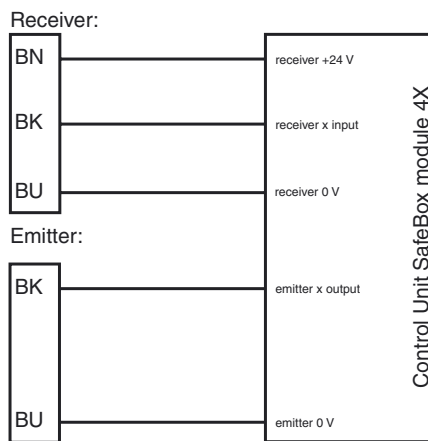 Receiver:
BN
receiver +24 V
BK
receiver x input
BU
receiver 0 V
Emitter:
BK
emitter x output
BU
emitter 0 V
Control Unit SafeBox module 4X